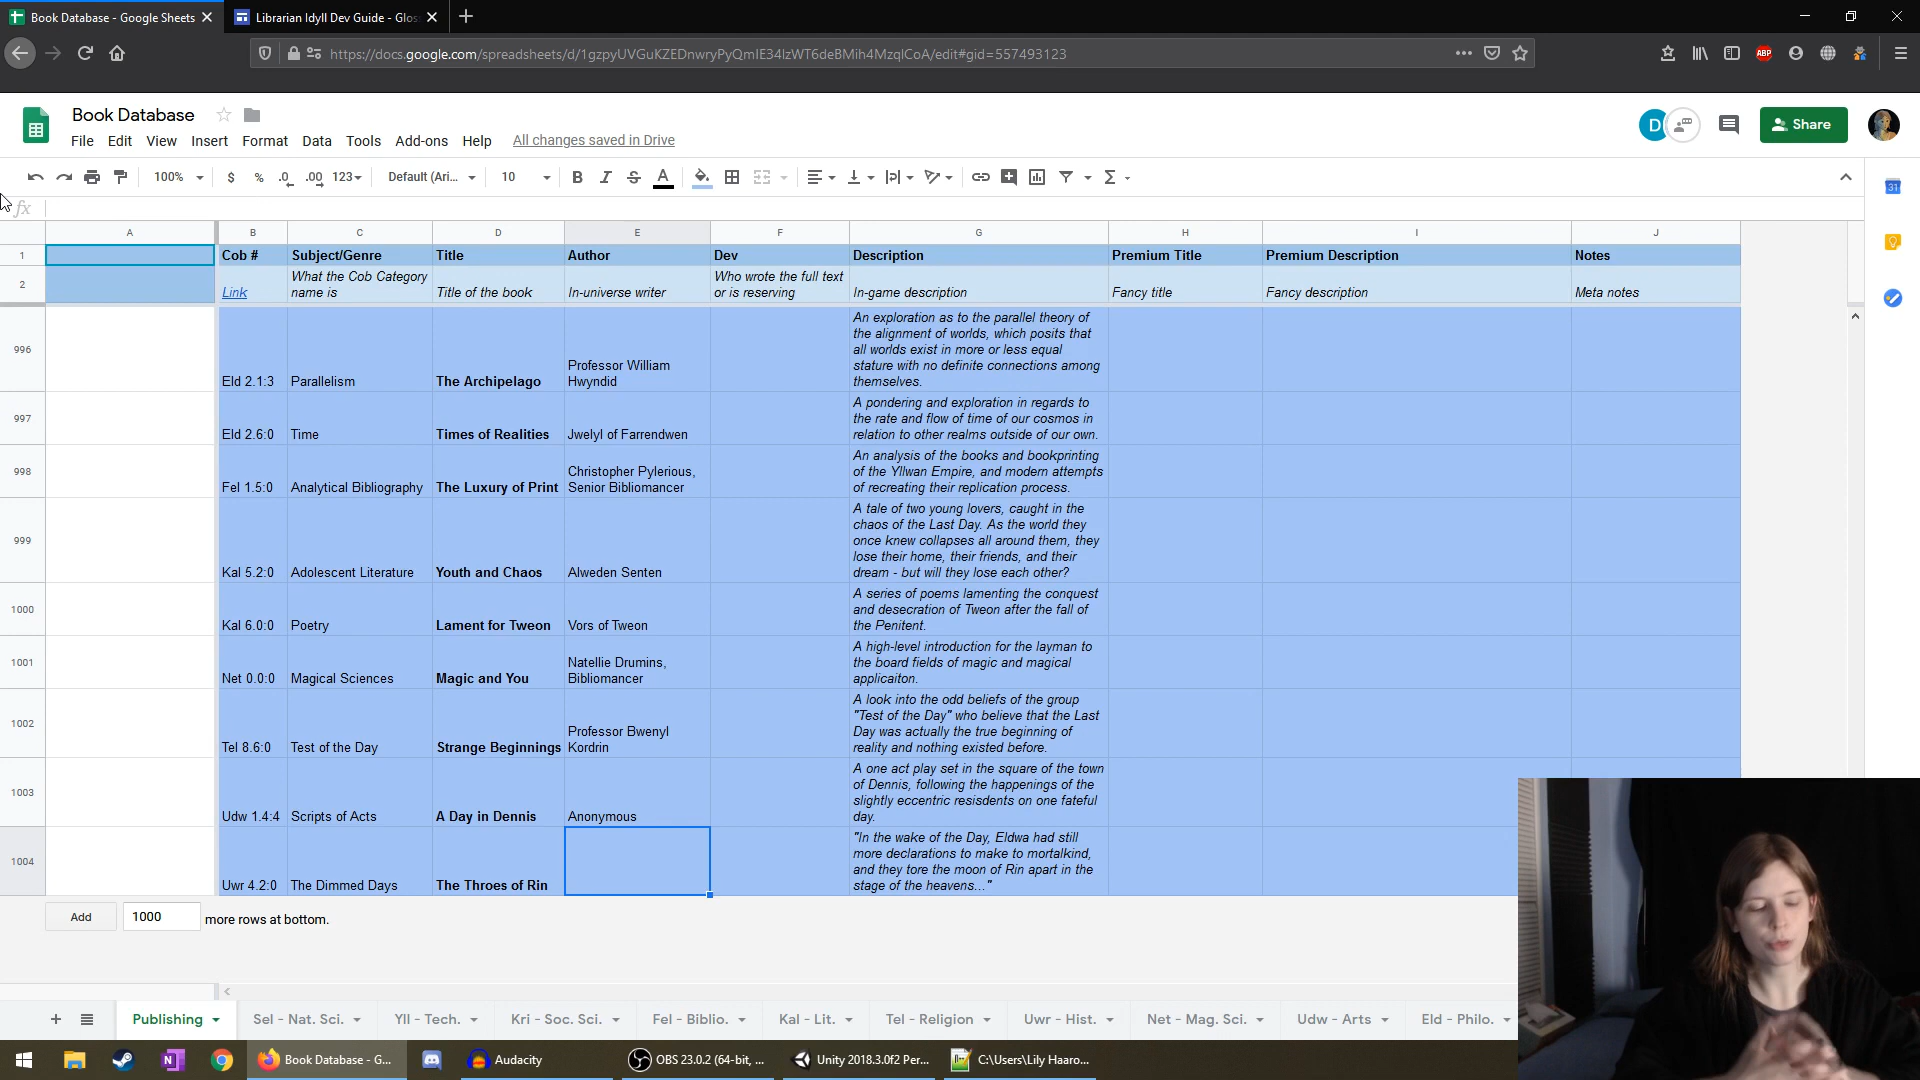 Book Database - Google Sheets
Librarian Idyll Dev Guide - Glos
https://docs.google.com/spreadsheets/d/1gzpyUVGuKZEDnwryPyQmIE34lzWT6deBMih4MzqlCoA/edit#gid=557493123
ABP
Book Database
File Edit View Insert Format Data Tools Add-ons Help All changes saved in Drive
D
Share
100% $ % .0 .00 123 Default (Ari... 10 B I S A Σ
31
fx
A B C D E F G H I J
1 Cob # Subject/Genre Title Author Dev Description Premium Title Premium Description Notes
What the Cob Category Who wrote the full text
2 Link name is Title of the book In-universe writer or is reserving In-game description Fancy title Fancy description Meta notes
An exploration as to the parallel theory of
the alignment of worlds, which posits that
996 all worlds exist in more or less equal
Professor William stature with no definite connections among
Eld 2.1:3 Parallelism The Archipelago Hwyndid themselves.
A pondering and exploration in regards to
997 the rate and flow of time of our cosmos in
Eld 2.6:0 Time Times of Realities Jwelyl of Farrendwen relation to other realms outside of our own.
An analysis of the books and bookprinting
998 Christopher Pylerious, of the Yllwan Empire, and modern attempts
Fel 1.5:0 Analytical Bibliography The Luxury of Print Senior Bibliomancer of recreating their replication process.
A tale of two young lovers, caught in the
chaos of the Last Day. As the world they
999 once knew collapses all around them, they
lose their home, their friends, and their
Kal 5.2:0 Adolescent Literature Youth and Chaos Alweden Senten dream - but will they lose each other?
A series of poems lamenting the conquest
1000 and desecration of Tweon after the fall of
Kal 6.0:0 Poetry Lament for Tweon Vors of Tweon the Penitent.
A high-level introduction for the layman to
1001 Natellie Drumins, the board fields of magic and magical
Net 0.0:0 Magical Sciences Magic and You Bibliomancer applicaiton.
A look into the odd beliefs of the group
1002 "Test of the Day" who believe that the Last
Professor Bwenyl Day was actually the true beginning of
Tel 8.6:0 Test of the Day Strange Beginnings Kordrin reality and nothing existed before.
A one act play set in the square of the town
1003 of Dennis, following the happenings of the
slightly eccentric resisdents on one fateful
Udw 1.4:4 Scripts of Acts A Day in Dennis Anonymous day.
"In the wake of the Day, Eldwa had still
1004 more declarations to make to mortalkind,
and they tore the moon of Rin apart in the
Uwr 4.2:0 The Dimmed Days The Throes of Rin stage of the heavens..."
Add 1000 more rows at bottom.
Publishing Sel - Nat. Sci. Yll - Tech. Kri - Soc. Sci. Fel - Biblio. Kal - Lit. Tel - Religion Uwr - Hist. Net - Mag. Sci. Udw - Arts Eld - Philo.
Book Database - G... Audacity OBS 23.0.2 (64-bit, ... Unity 2018.3.0f2 Per... C:\Users\Lily Haaro...